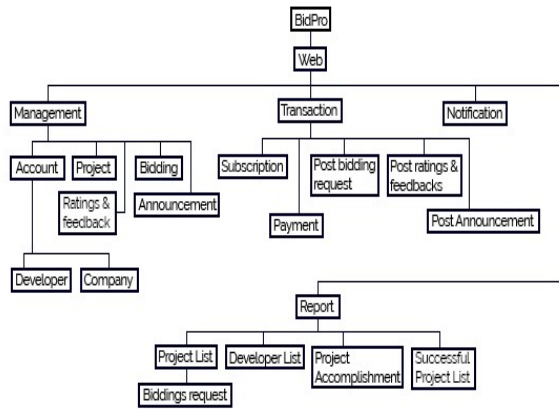 BidPro
Web
Management
Transaction
Notification
Account
Project
Bidding
Ratings &
feedback
Announcement
Developer
Company
Subscription
Post bidding
request
Post ratings &
feedbacks
Payment
Post Announcement
Report
Project List
Developer List
Project
Accomplishment
Successful
Project List
Biddings request